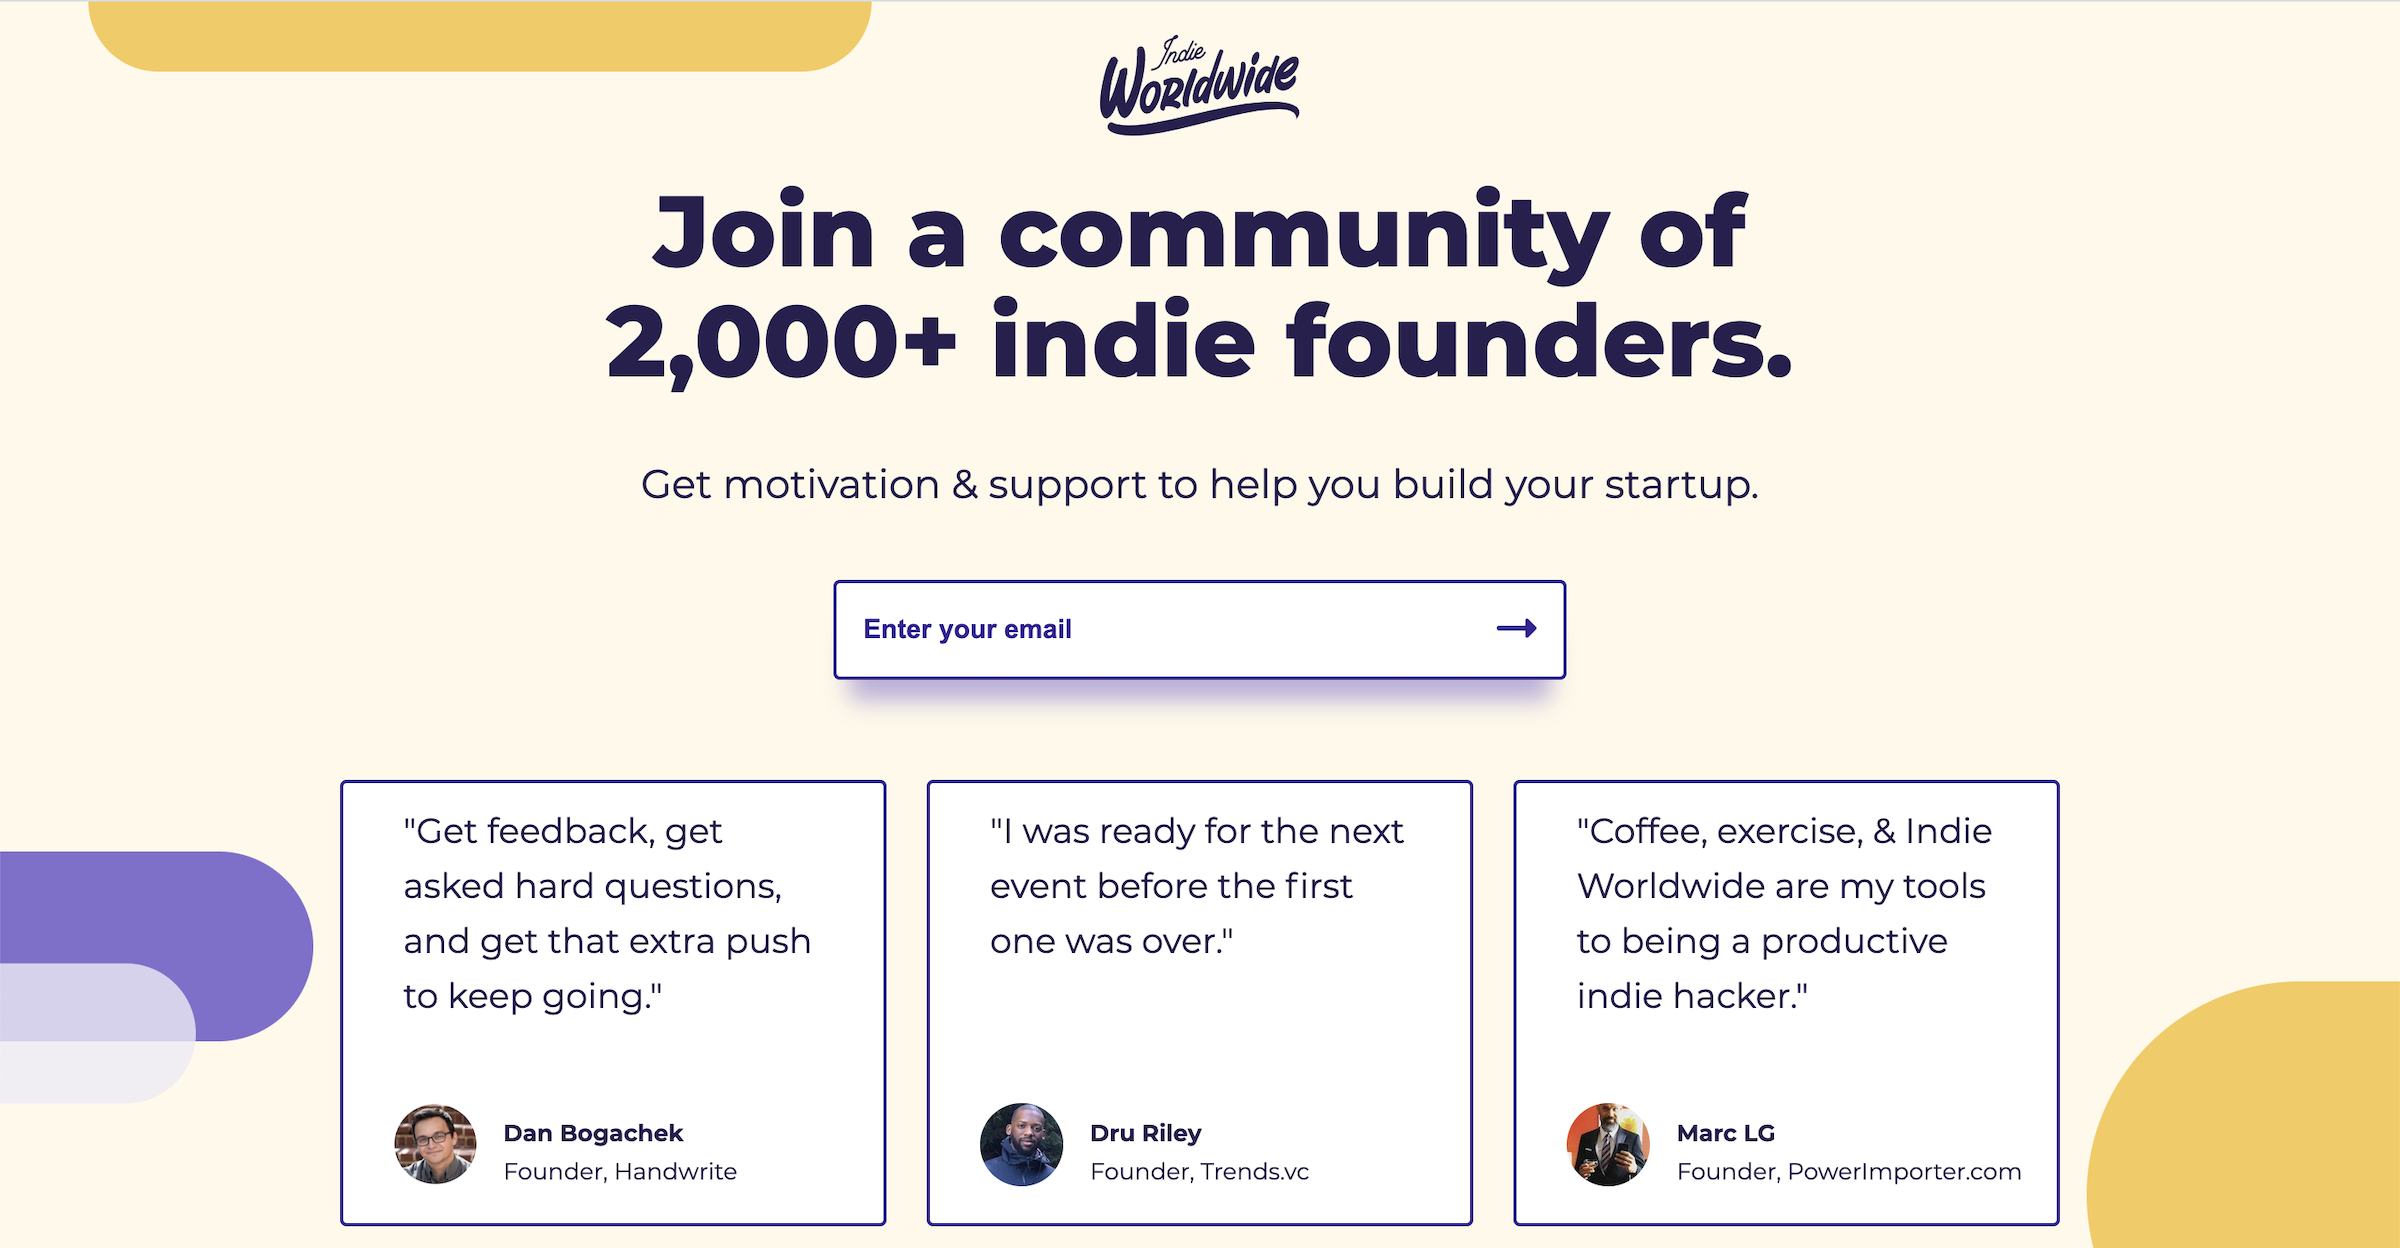 Indie
Worldwide
Join a community of
2,000+ indie founders.
Get motivation & support to help you build your startup.
Enter your email
"Get feedback, get
asked hard questions,
and get that extra push
to keep going."
Dan Bogachek
Founder, Handwrite
"I was ready for the next
event before the first
one was over."
Dru Riley
Founder, Trends.vc
"Coffee, exercise, & Indie
Worldwide are my tools
to being a productive
indie hacker."
Marc LG
Founder, PowerImporter.com